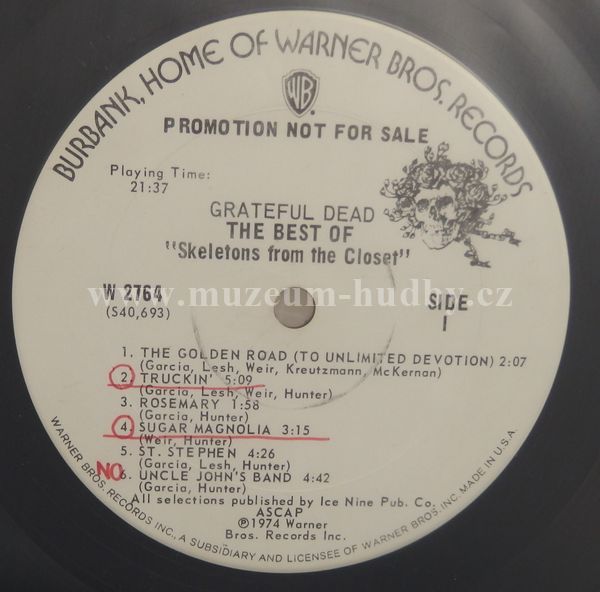 BURBANK, HOME OF WARNER BROS. RECORDS
WB
PROMOTION NOT FOR SALE
Playing Time:
21:37
GRATEFUL DEAD
THE BEST OF
"Skeletons from the Closet"
W 2764
(S40,693)
SIDE
1
www.muzeum-hudby.cz
1. THE GOLDEN ROAD (TO UNLIMITED DEVOTION) 2:07
(Garcia, Lesh, Weir, Kreutzmann, McKernan)
2. TRUCKIN' 5:09
(Garcia, Lesh, Weir, Hunter)
3. ROSEMARY 1:58
(Garcia, Hunter)
4. SUGAR MAGNOLIA 3:15
(Weir, Hunter)
5. ST. STEPHEN 4:26
(Garcia, Lesh, Hunter)
NO 6. UNCLE JOHN'S BAND 4:42
(Garcia, Hunter)
All selections published by Ice Nine Pub. Co.
ASCAP
℗1974 Warner
Bros. Records Inc.
WARNER BROS. RECORDS INC., A SUBSIDIARY AND LICENSEE OF WARNER BROS. INC. MADE IN U.S.A.